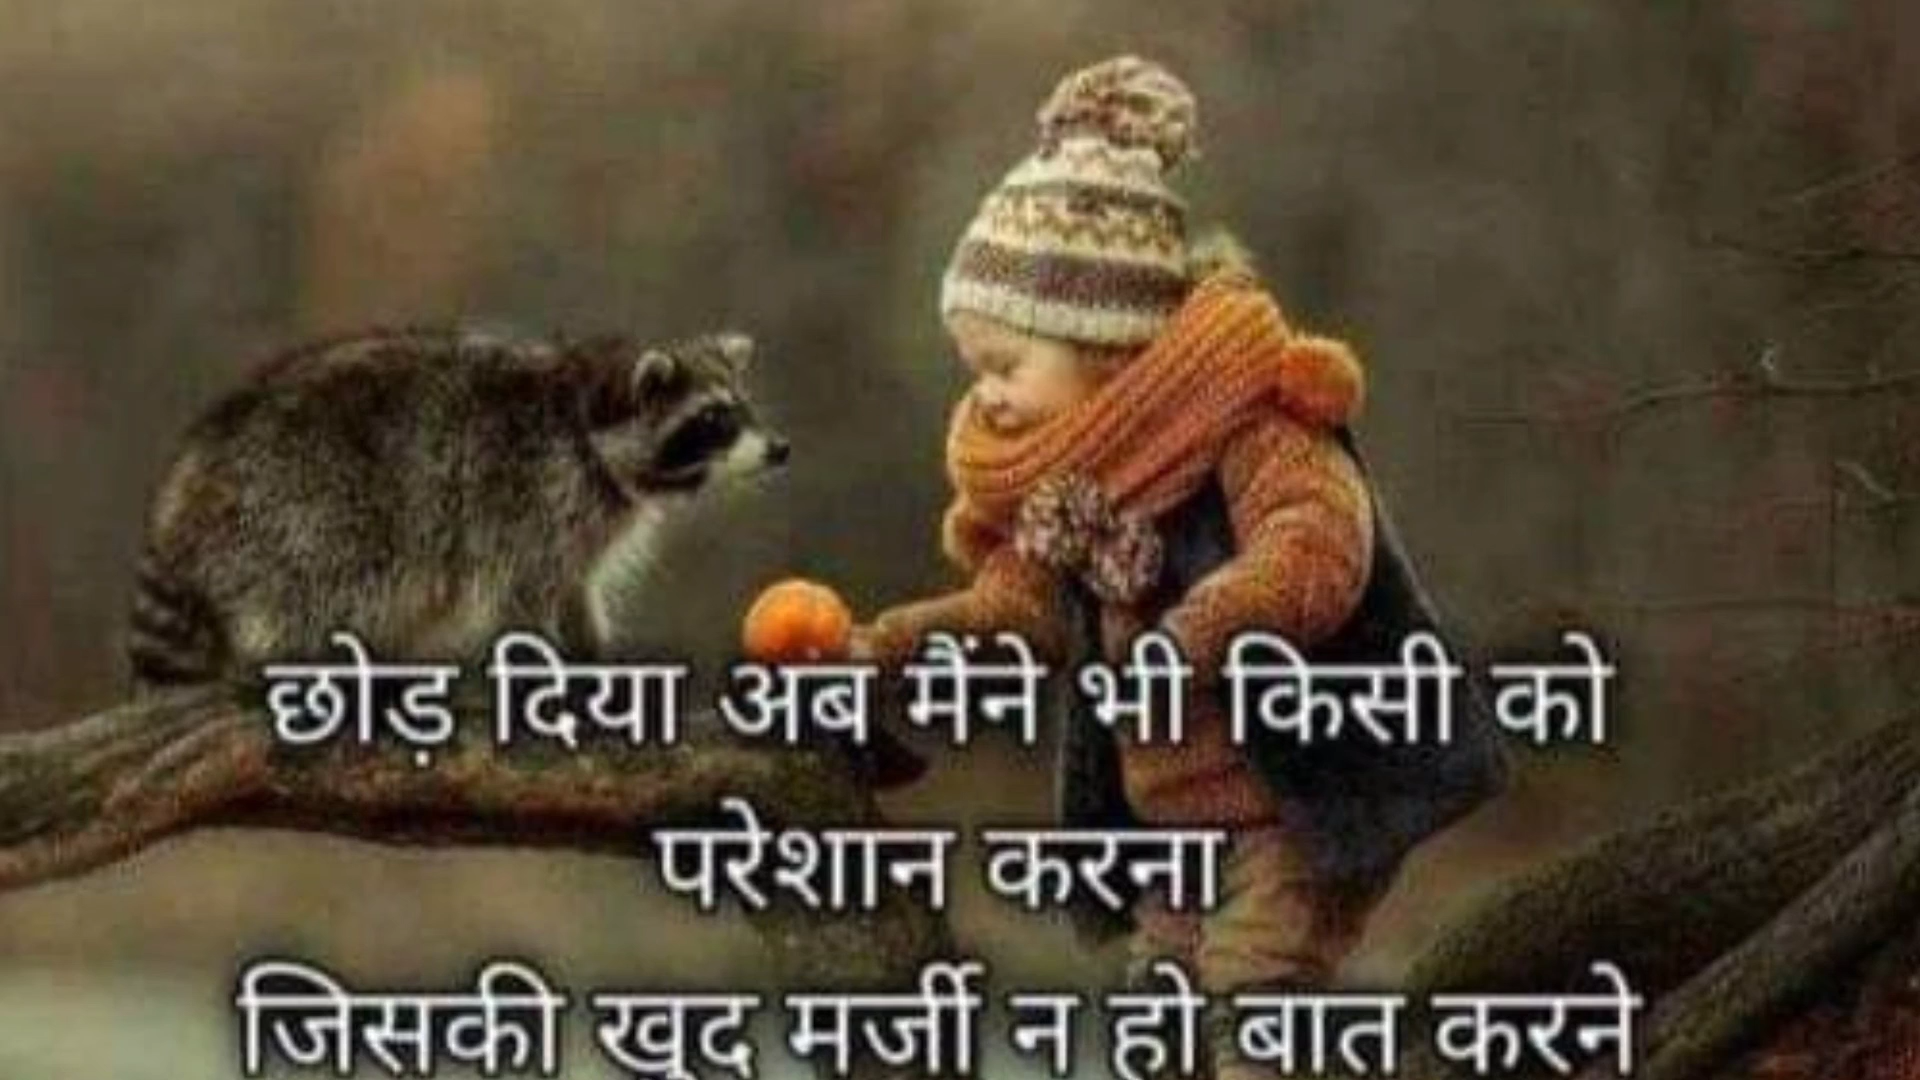 छोड़ दिया अब मैंने भी किसी को
परेशान करना
जिसकी खुद मर्जी न हो बात करने